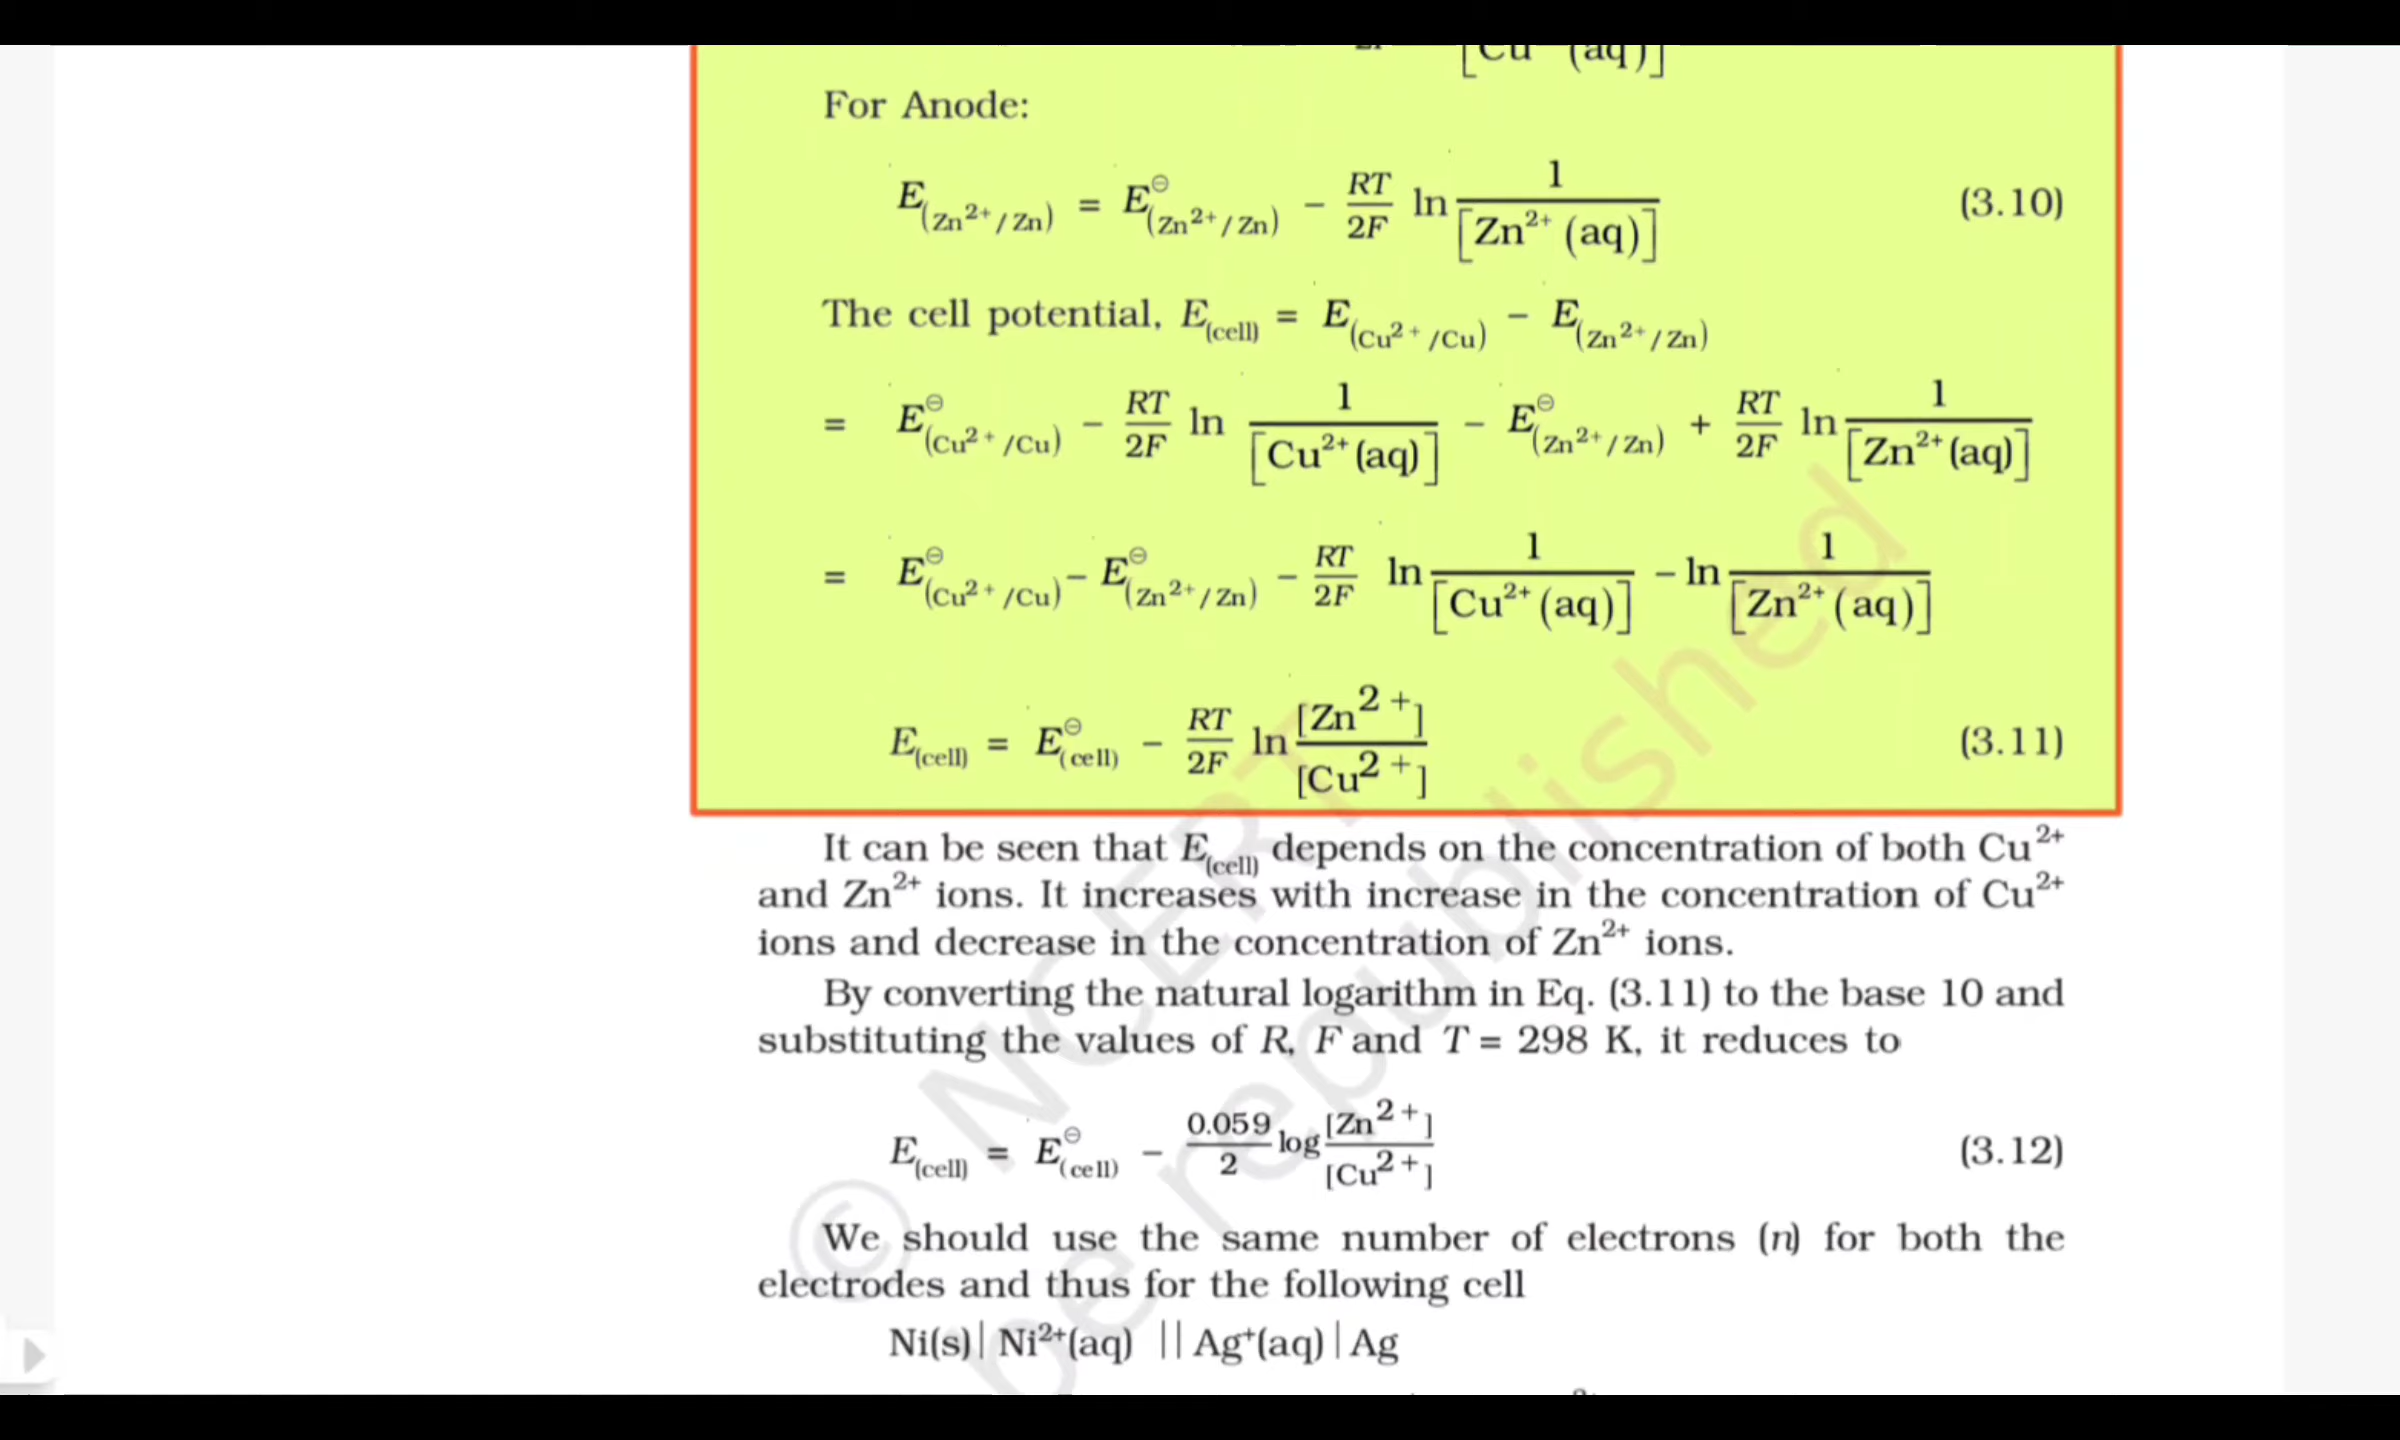 [Cu (aq)]
For Anode:
E(Zn²⁺/Zn) = E⊖(Zn²⁺/Zn) − RT/2F ln 1/[Zn²⁺(aq)] (3.10)
The cell potential, E(cell) = E(Cu²⁺/Cu) − E(Zn²⁺/Zn)
= E⊖(Cu²⁺/Cu) − RT/2F ln 1/[Cu²⁺(aq)] − E⊖(Zn²⁺/Zn) + RT/2F ln 1/[Zn²⁺(aq)]
= E⊖(Cu²⁺/Cu) − E⊖(Zn²⁺/Zn) − RT/2F ln 1/[Cu²⁺(aq)] − ln 1/[Zn²⁺(aq)]
E(cell) = E⊖(cell) − RT/2F ln [Zn²⁺]/[Cu²⁺] (3.11)
It can be seen that E(cell) depends on the concentration of both Cu²⁺
and Zn²⁺ ions. It increases with increase in the concentration of Cu²⁺
ions and decrease in the concentration of Zn²⁺ ions.
By converting the natural logarithm in Eq. (3.11) to the base 10 and
substituting the values of R, F and T = 298 K, it reduces to
E(cell) = E⊖(cell) − 0.059/2 log [Zn²⁺]/[Cu²⁺] (3.12)
We should use the same number of electrons (n) for both the
electrodes and thus for the following cell
Ni(s)| Ni²⁺(aq) || Ag⁺(aq)| Ag
© NCERT
be republished